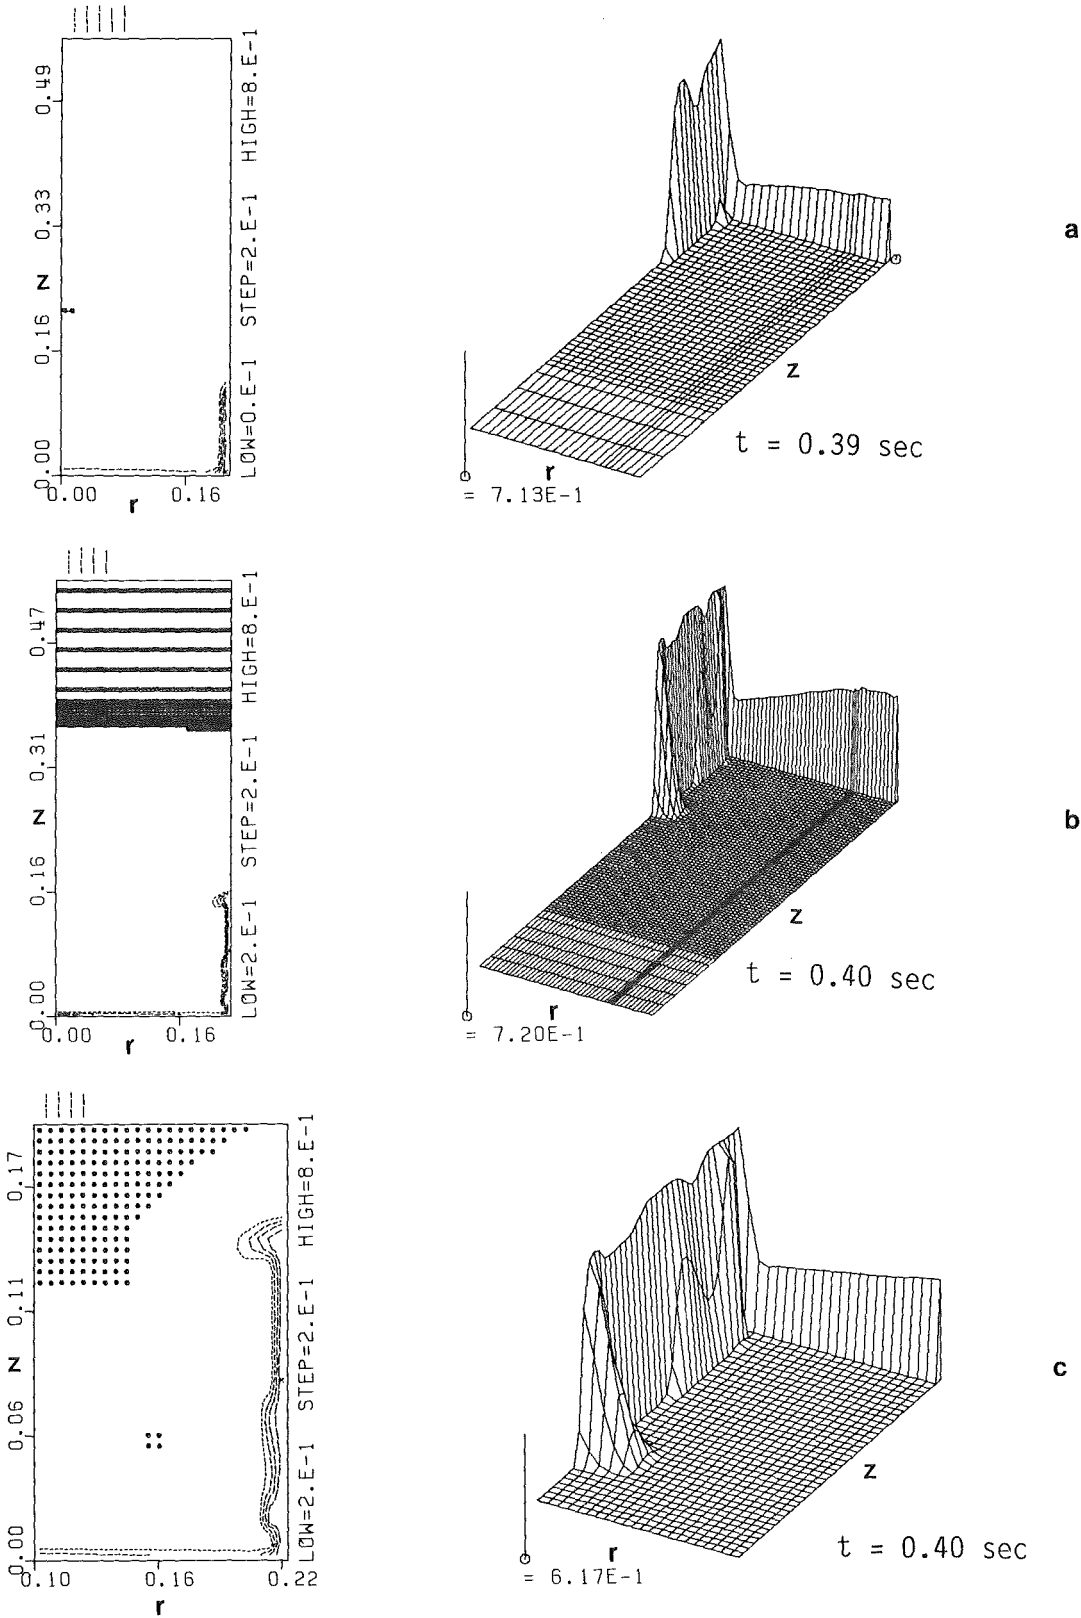 0.49
0.33
z
0.16
0.00
0.00
0.16
r
LOW=0.E-1 STEP=2.E-1 HIGH=8.E-1
z
r
= 7.13E-1
t = 0.39 sec
a
0.47
0.31
z
0.16
0.00
0.00
0.16
r
LOW=2.E-1 STEP=2.E-1 HIGH=8.E-1
z
r
= 7.20E-1
t = 0.40 sec
b
0.17
0.11
z
0.06
0.00
0.10
0.16
0.22
r
LOW=2.E-1 STEP=2.E-1 HIGH=8.E-1
z
r
= 6.17E-1
t = 0.40 sec
c